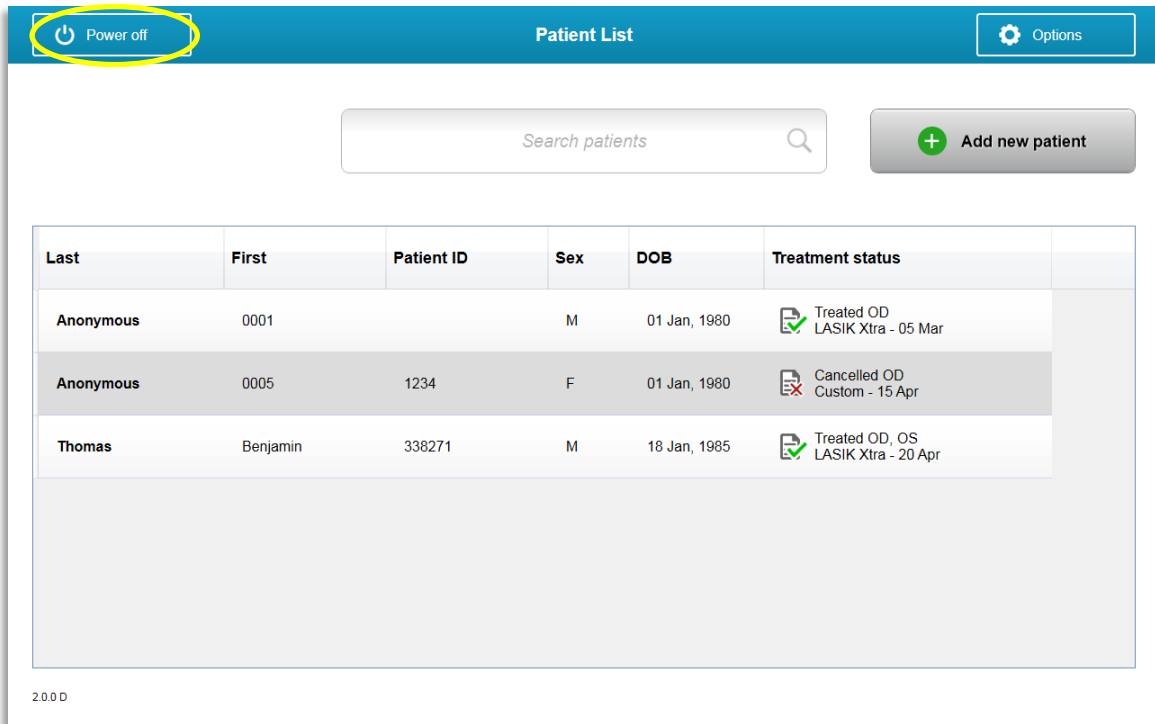 Power off Patient List Options
Search patients Add new patient
Last First Patient ID Sex DOB Treatment status
Anonymous 0001 M 01 Jan, 1980 Treated OD
LASIK Xtra - 05 Mar
Anonymous 0005 1234 F 01 Jan, 1980 Cancelled OD
Custom - 15 Apr
Thomas Benjamin 338271 M 18 Jan, 1985 Treated OD, OS
LASIK Xtra - 20 Apr
2.0.0 D